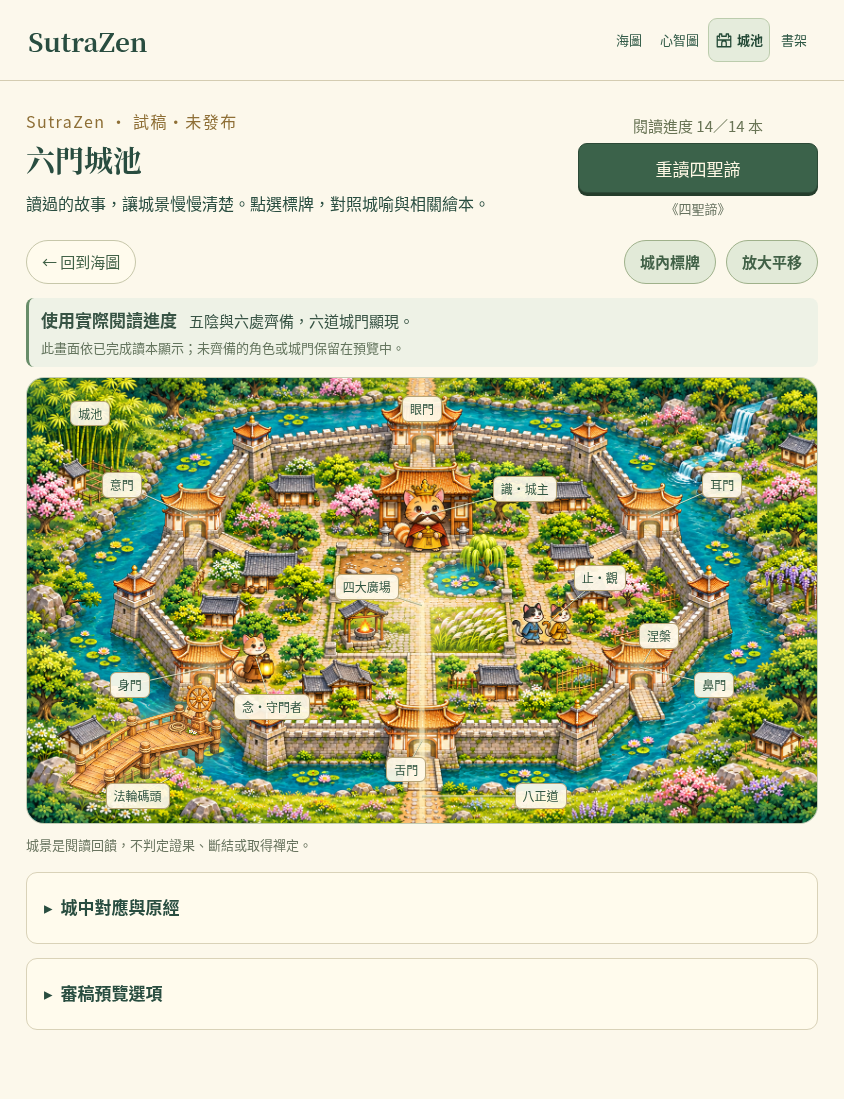 SutraZen
海圖
心智圖
城池
書架
SutraZen ・ 試稿・未發布
六門城池
讀過的故事，讓城景慢慢清楚。點選標牌，對照城喻與相關繪本。
閱讀進度 14／14 本
重讀四聖諦
《四聖諦》
← 回到海圖
城內標牌
放大平移
使用實際閱讀進度 五陰與六處齊備，六道城門顯現。
此畫面依已完成讀本顯示；未齊備的角色或城門保留在預覽中。
城池
眼門
意門
識・城主
耳門
四大廣場
止・觀
涅槃
身門
鼻門
念・守門者
舌門
法輪碼頭
八正道
城景是閱讀回饋，不判定證果、斷結或取得禪定。
▸ 城中對應與原經
▸ 審稿預覽選項